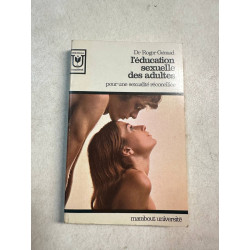 Dr Roger Géraud
l'éducation
sexuelle
des adultes
pour une sexualité réconciliée
marabout université